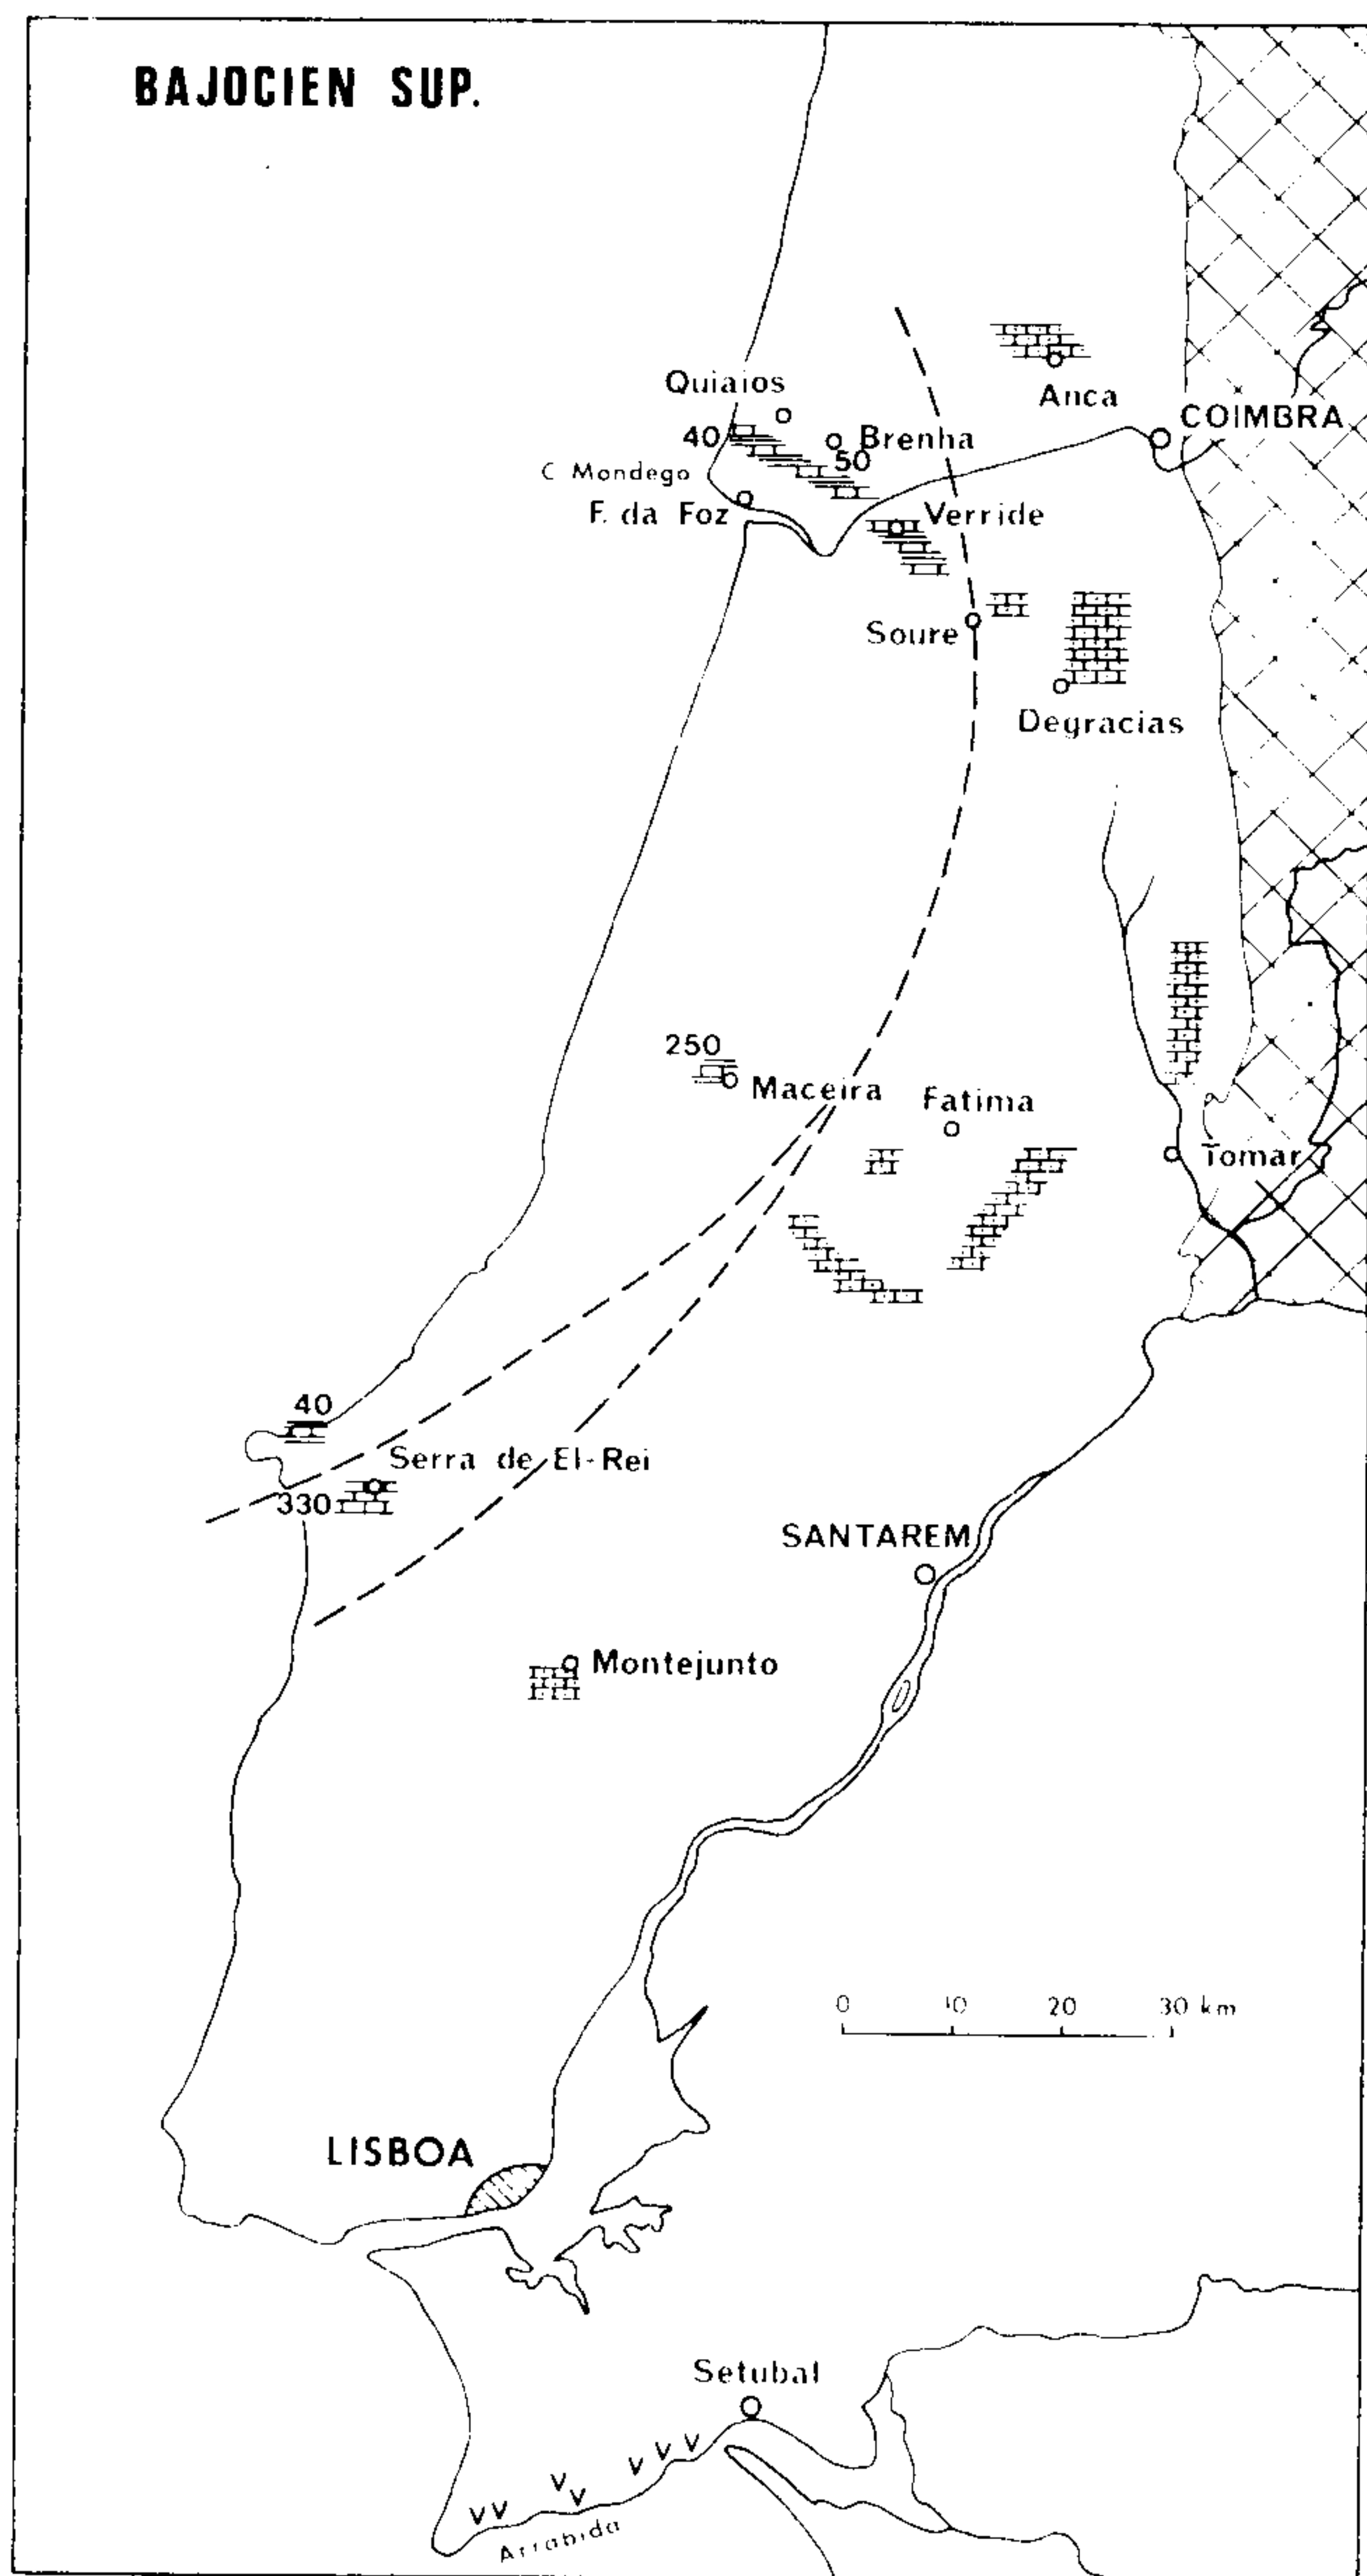 BAJOCIEN SUP.
Quiaios
Anca
COIMBRA
40
Brenha
50
C Mondego
F. da Foz
Verride
Soure
Degracias
250
Maceira
Fatima
Tomar
40
Serra de El-Rei
330
SANTAREM
Montejunto
0 10 20 30 km
LISBOA
Setubal
V V V V V V V
Arrabida